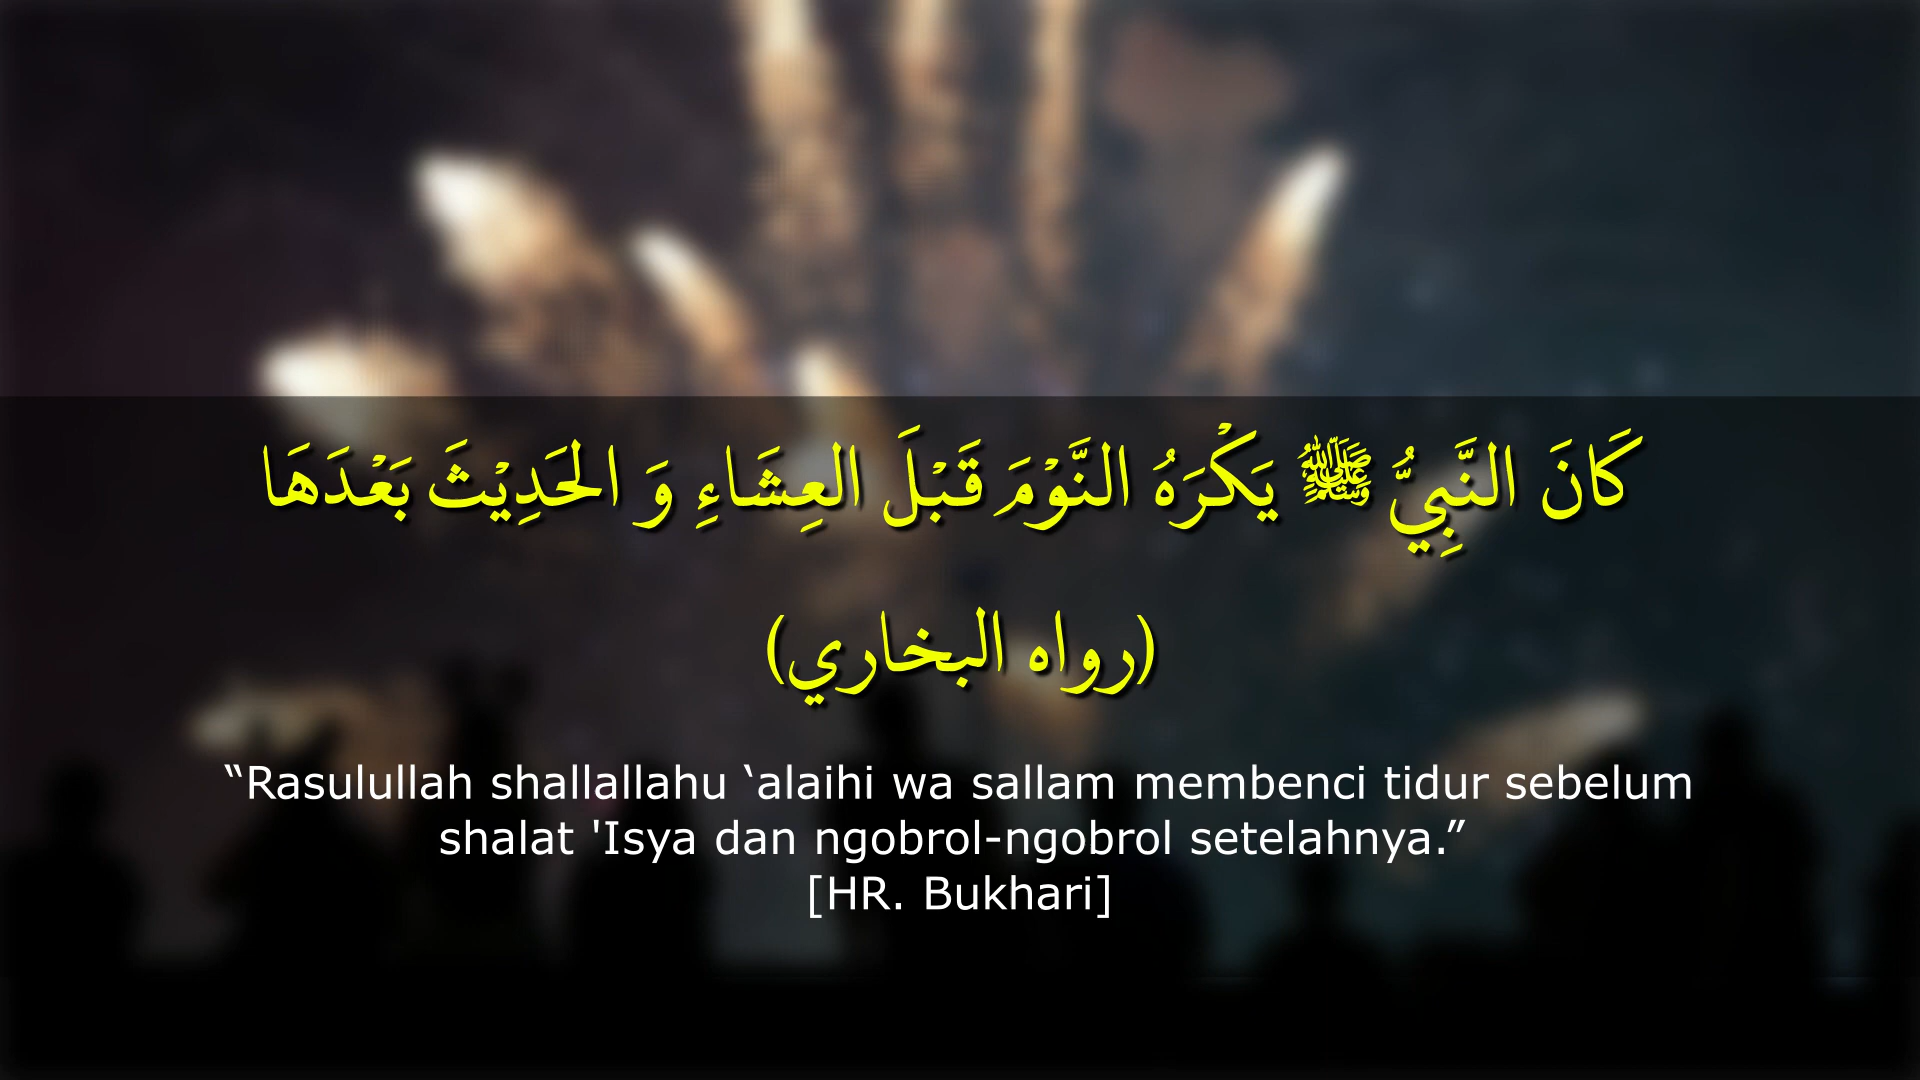 كَانَ النَّبِيُّ ﷺ يَكْرَهُ النَّوْمَ قَبْلَ العِشَاءِ وَ الحَدِيْثَ بَعْدَهَا
(رواه البخاري)
“Rasulullah shallallahu ‘alaihi wa sallam membenci tidur sebelum
shalat 'Isya dan ngobrol-ngobrol setelahnya.”
[HR. Bukhari]